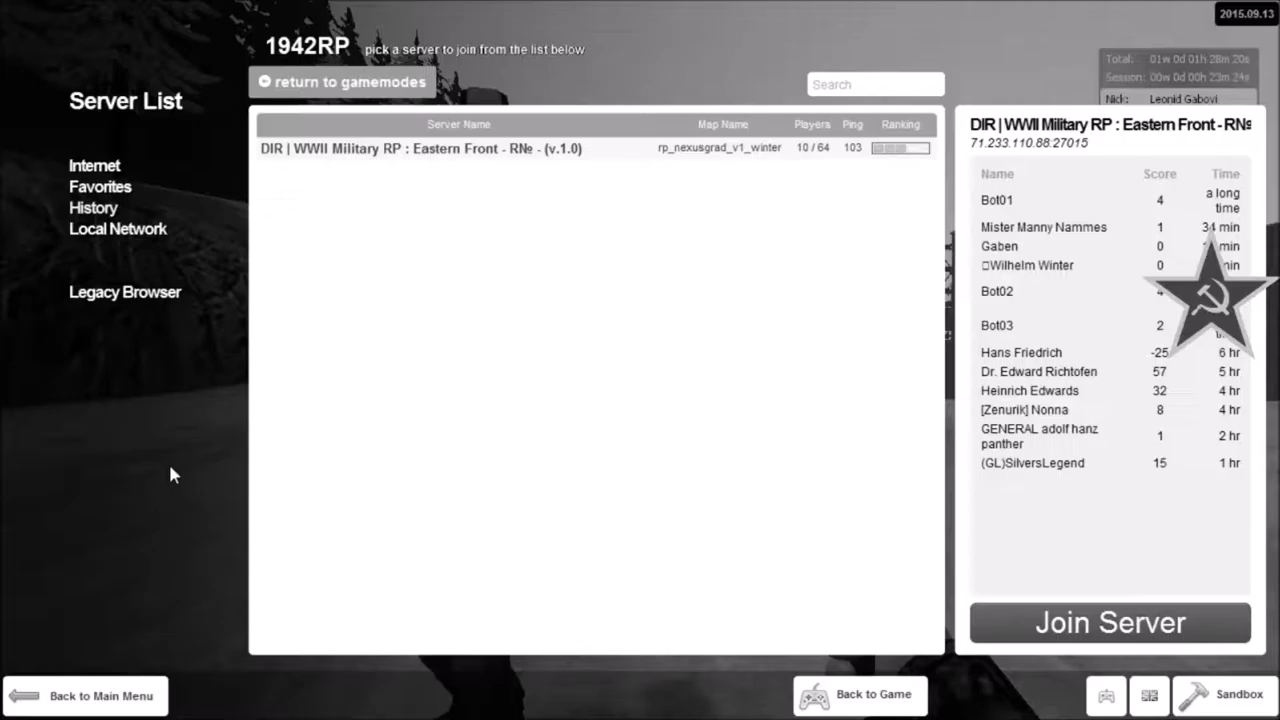 2015.09.13
1942RP pick a server to join from the list below
Total: 01w 0d 01h 28m 20s
Session: 00w 0d 00h 23m 24s
Nick: Leonid Gabovi
return to gamemodes
Search
Server List
Internet
Favorites
History
Local Network
Legacy Browser
Server Name Map Name Players Ping Ranking
DIR | WWII Military RP : Eastern Front - RN№ - (v.1.0) rp_nexusgrad_v1_winter 10 / 64 103
DIR | WWII Military RP : Eastern Front - RN№
71.233.110.88:27015
Name Score Time
Bot01 4 a long
time
Mister Manny Nammes 1 34 min
Gaben 0 min
Wilhelm Winter 0 min
Bot02 4
Bot03 2
Hans Friedrich -25 6 hr
Dr. Edward Richtofen 57 5 hr
Heinrich Edwards 32 4 hr
[Zenurik] Nonna 8 4 hr
GENERAL adolf hanz
panther 1 2 hr
(GL)SilversLegend 15 1 hr
Join Server
Back to Main Menu
Back to Game
Sandbox